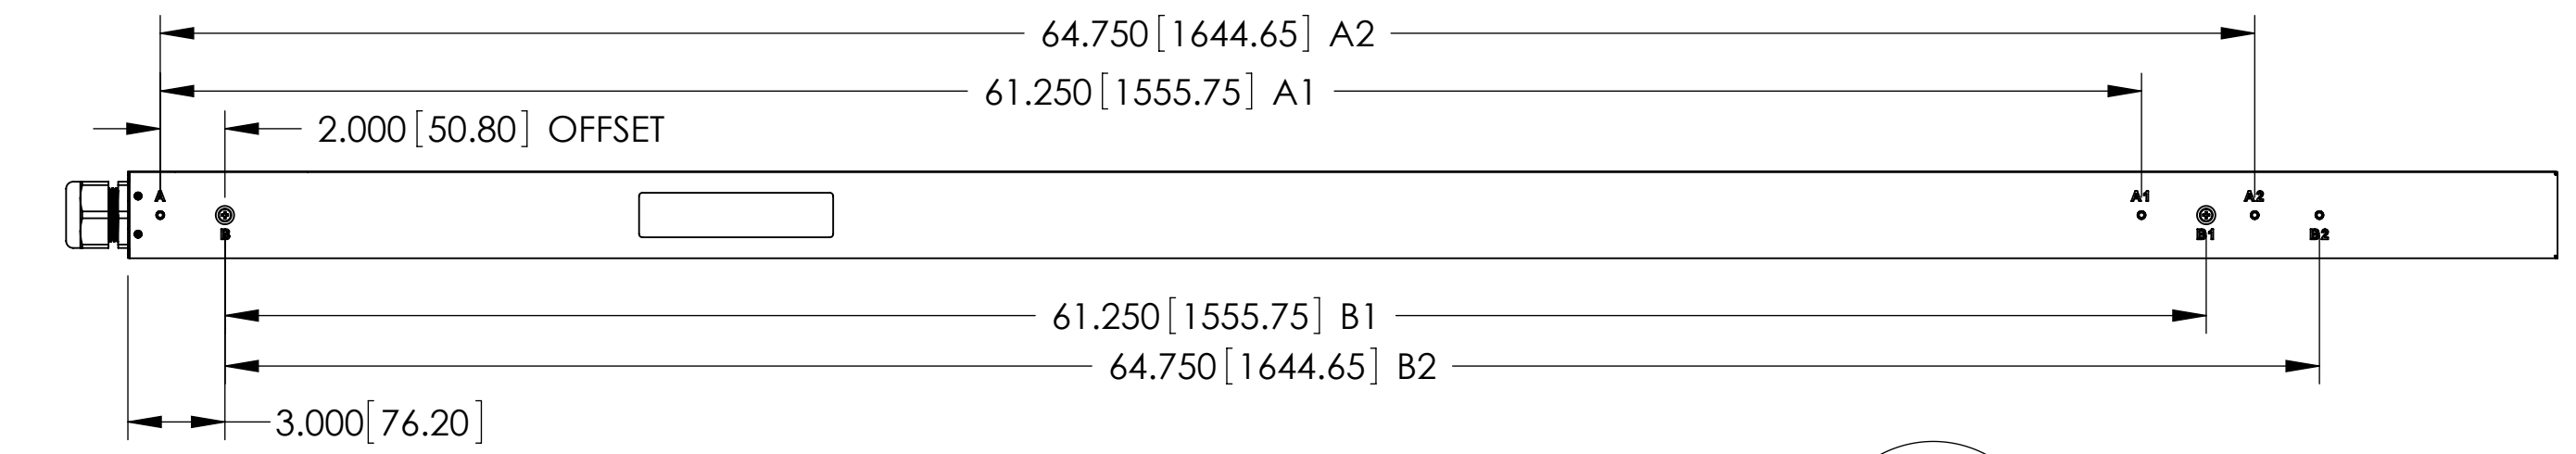 64.750[1644.65] A2
61.250[1555.75] A1
2.000[50.80] OFFSET
A
A1
A2
B
B1
B2
61.250[1555.75] B1
64.750[1644.65] B2
3.000[76.20]